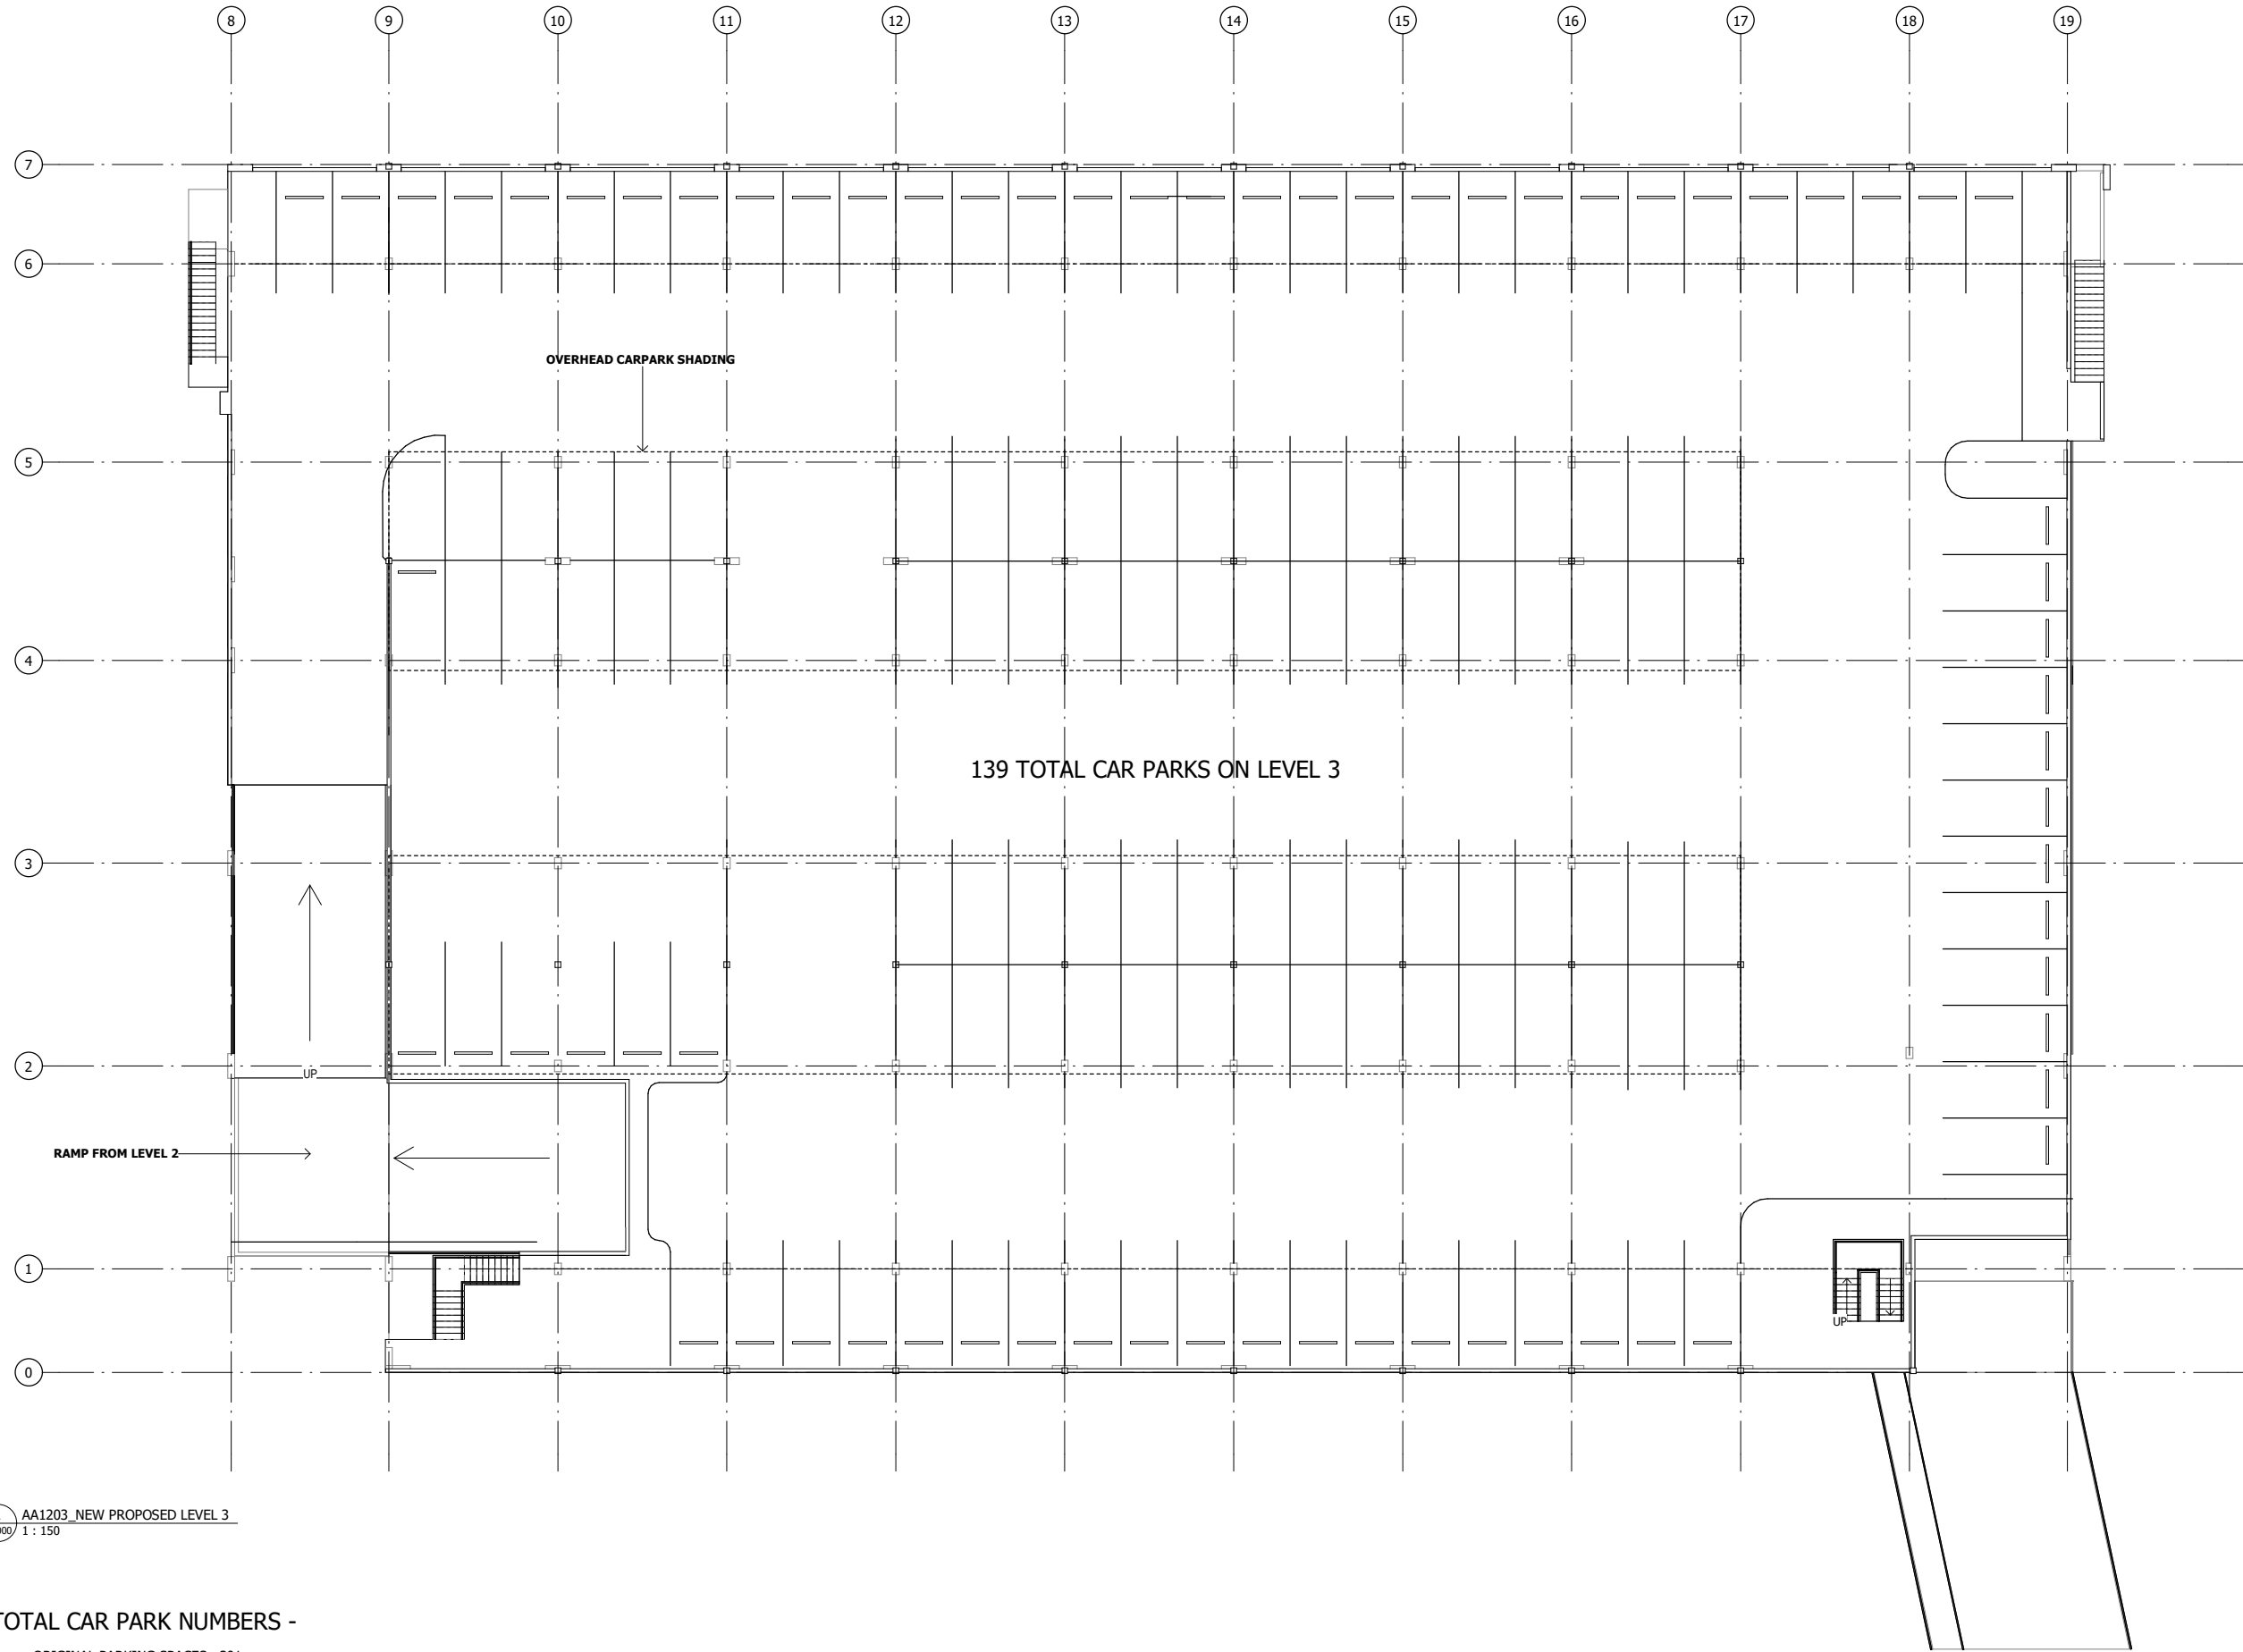 8 9 10 11 12 13 14 15 16 17 18 19
7
6
OVERHEAD CARPARK SHADING
5
4
139 TOTAL CAR PARKS ON LEVEL 3
3
2
UP
RAMP FROM LEVEL 2
1
UP
0
AA1203_NEW PROPOSED LEVEL 3
1 : 150
TOTAL CAR PARK NUMBERS -